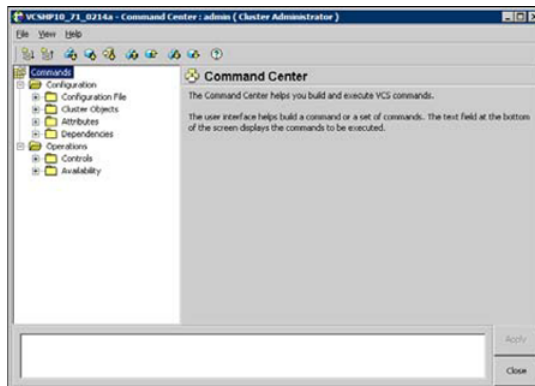 VCSHP10_71_0214a - Command Center : admin ( Cluster Administrator )
File View Help
Commands
Configuration
Configuration File
Cluster Objects
Attributes
Dependencies
Operations
Controls
Availability
Command Center
The Command Center helps you build and execute VCS commands.
The user interface helps build a command or a set of commands. The text field at the bottom
of the screen displays the commands to be executed.
Apply
Close